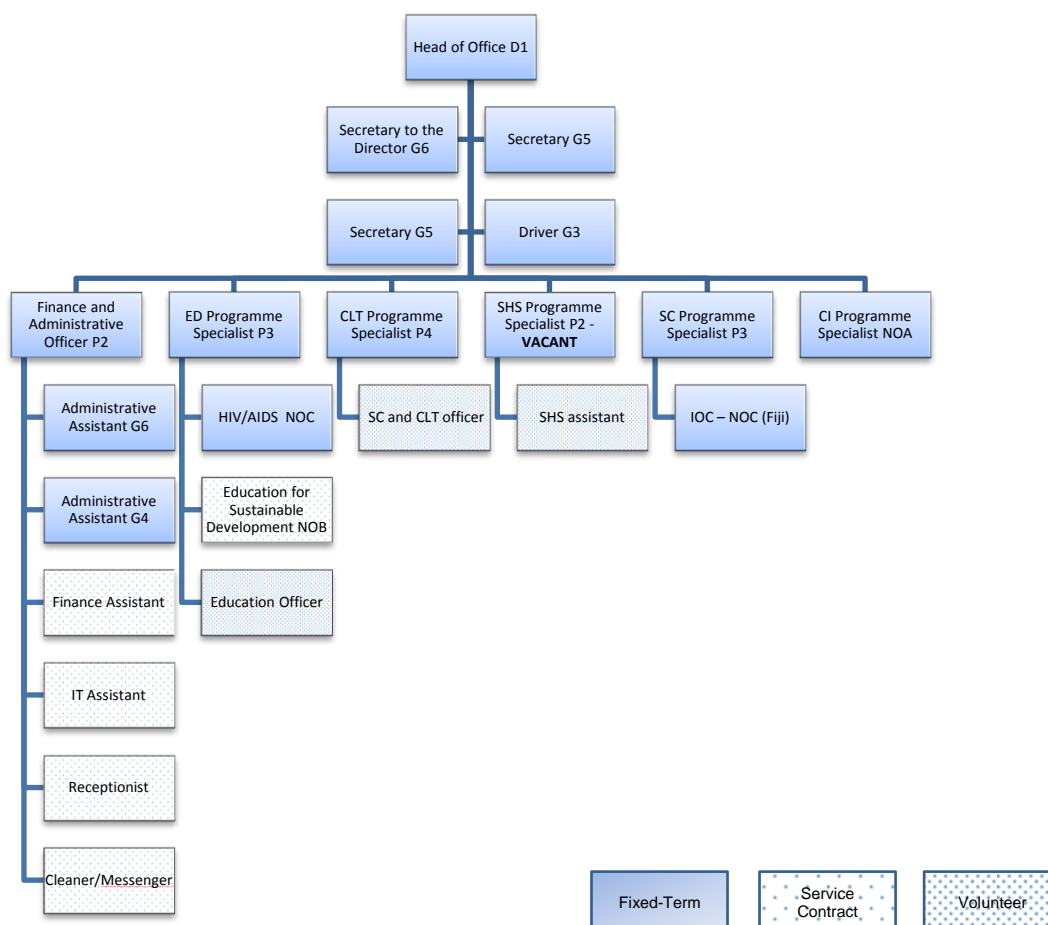 Head of Office D1
Secretary to the
Director G6
Secretary G5
Secretary G5
Driver G3
Finance and
Administrative
Officer P2
ED Programme
Specialist P3
CLT Programme
Specialist P4
SHS Programme
Specialist P2 -
VACANT
SC Programme
Specialist P3
CI Programme
Specialist NOA
Administrative
Assistant G6
HIV/AIDS NOC
SC and CLT officer
SHS assistant
IOC – NOC (Fiji)
Administrative
Assistant G4
Education for
Sustainable
Development NOB
Finance Assistant
Education Officer
IT Assistant
Receptionist
Cleaner/Messenger
Fixed-Term
Service
Contract
Volunteer